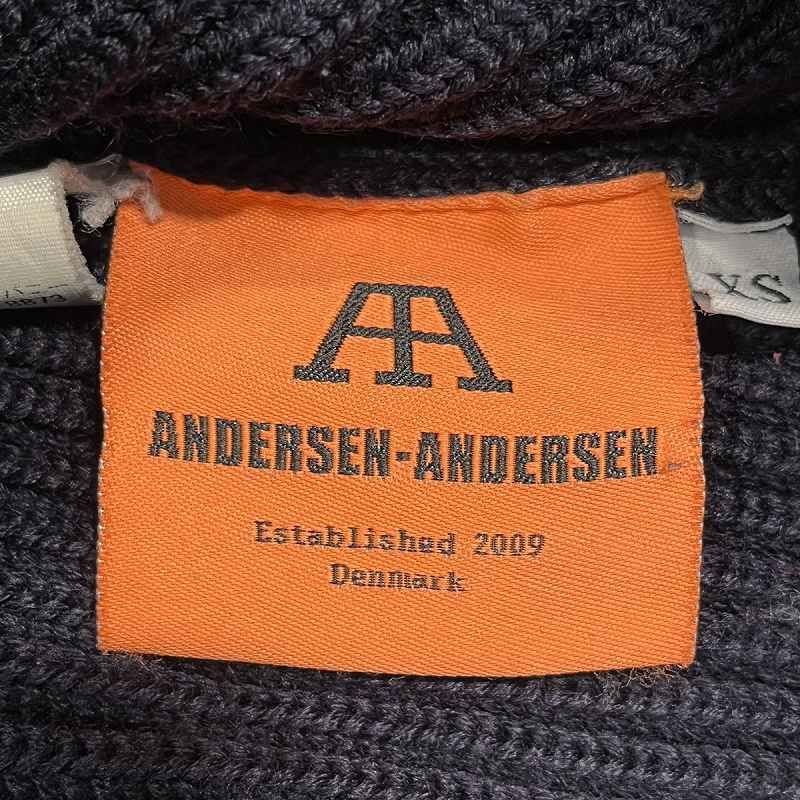 AA
ANDERSEN-ANDERSEN
Established 2009
Denmark
XS